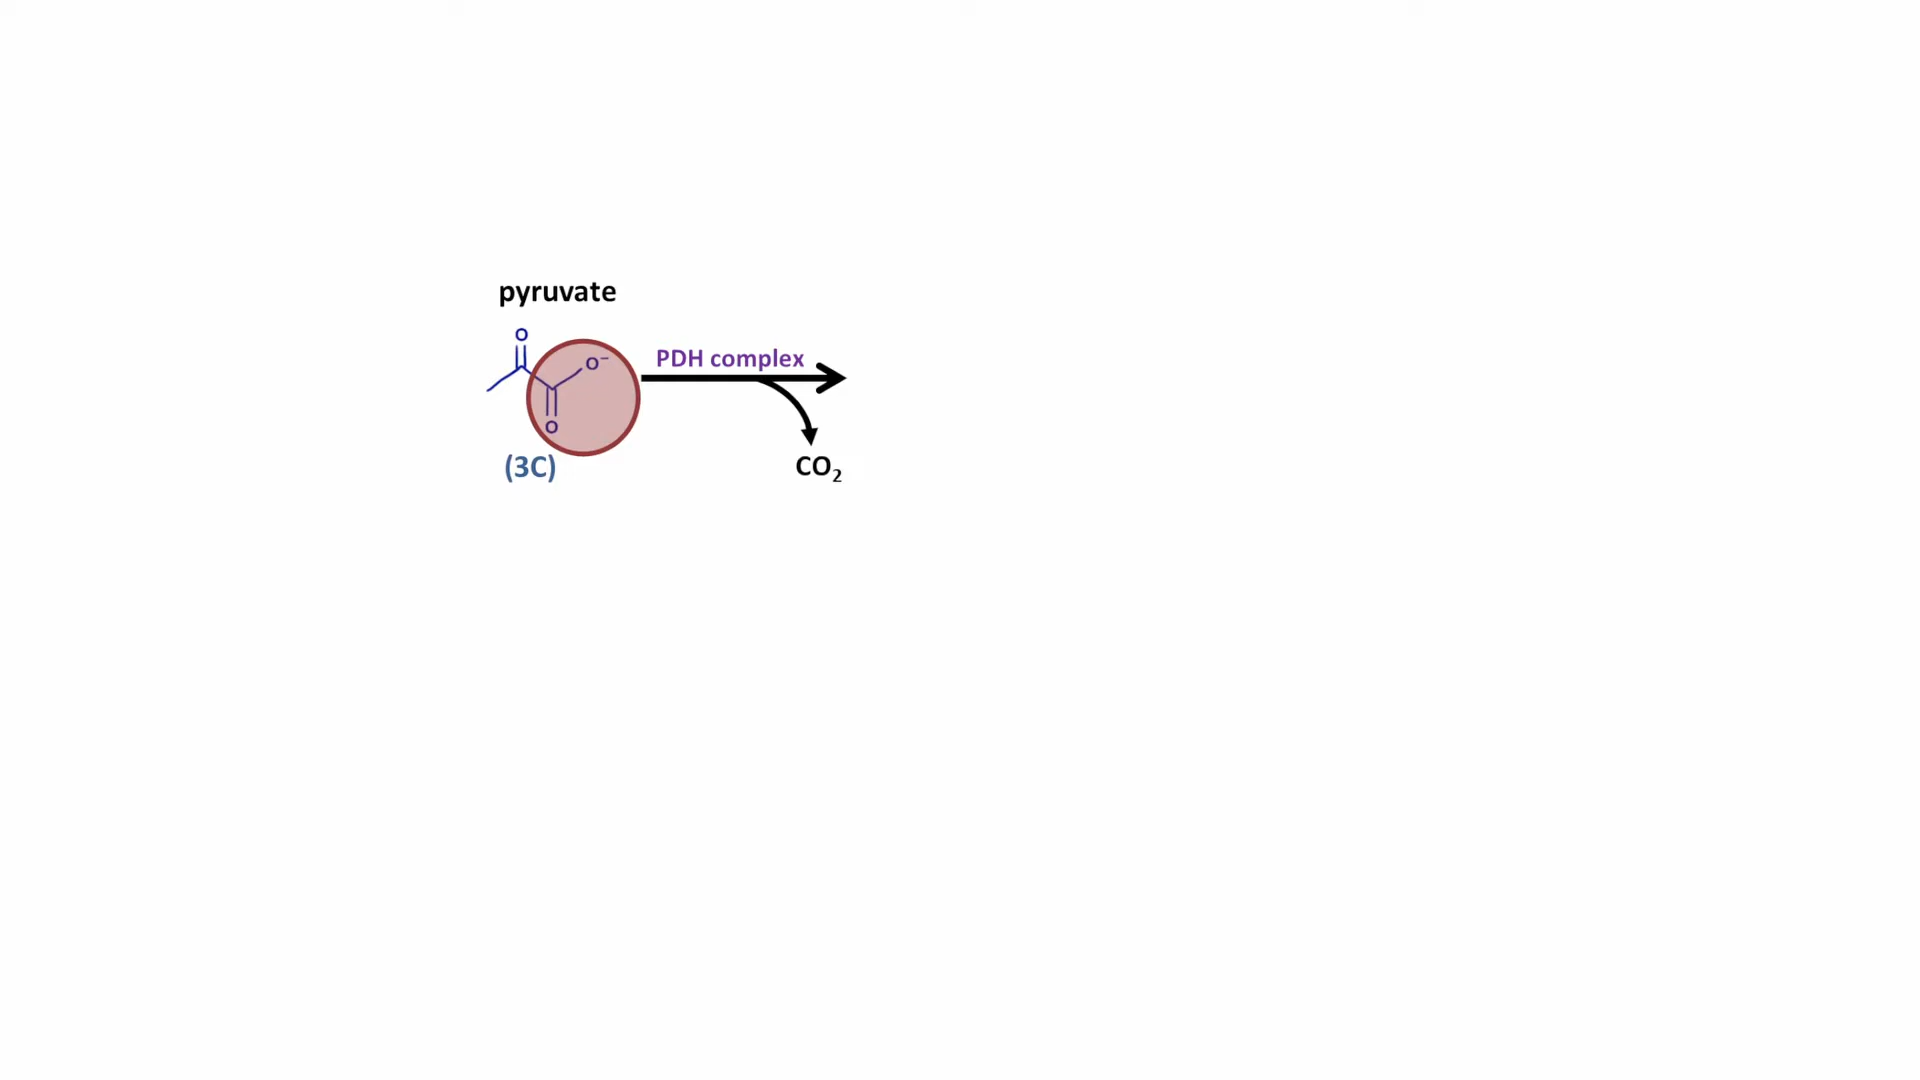 pyruvate
O
O⁻
PDH complex
O
(3C)
CO₂